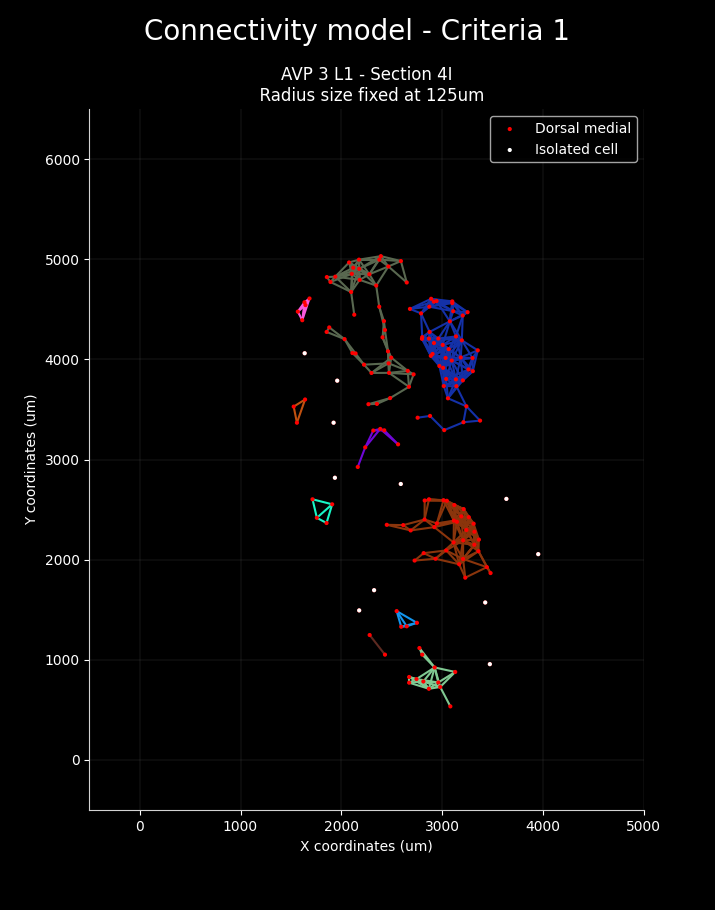 Connectivity model - Criteria 1
AVP 3 L1 - Section 4I
Radius size fixed at 125um
Dorsal medial
Isolated cell
6000
5000
4000
3000
2000
1000
0
Y coordinates (um)
0 1000 2000 3000 4000 5000
X coordinates (um)